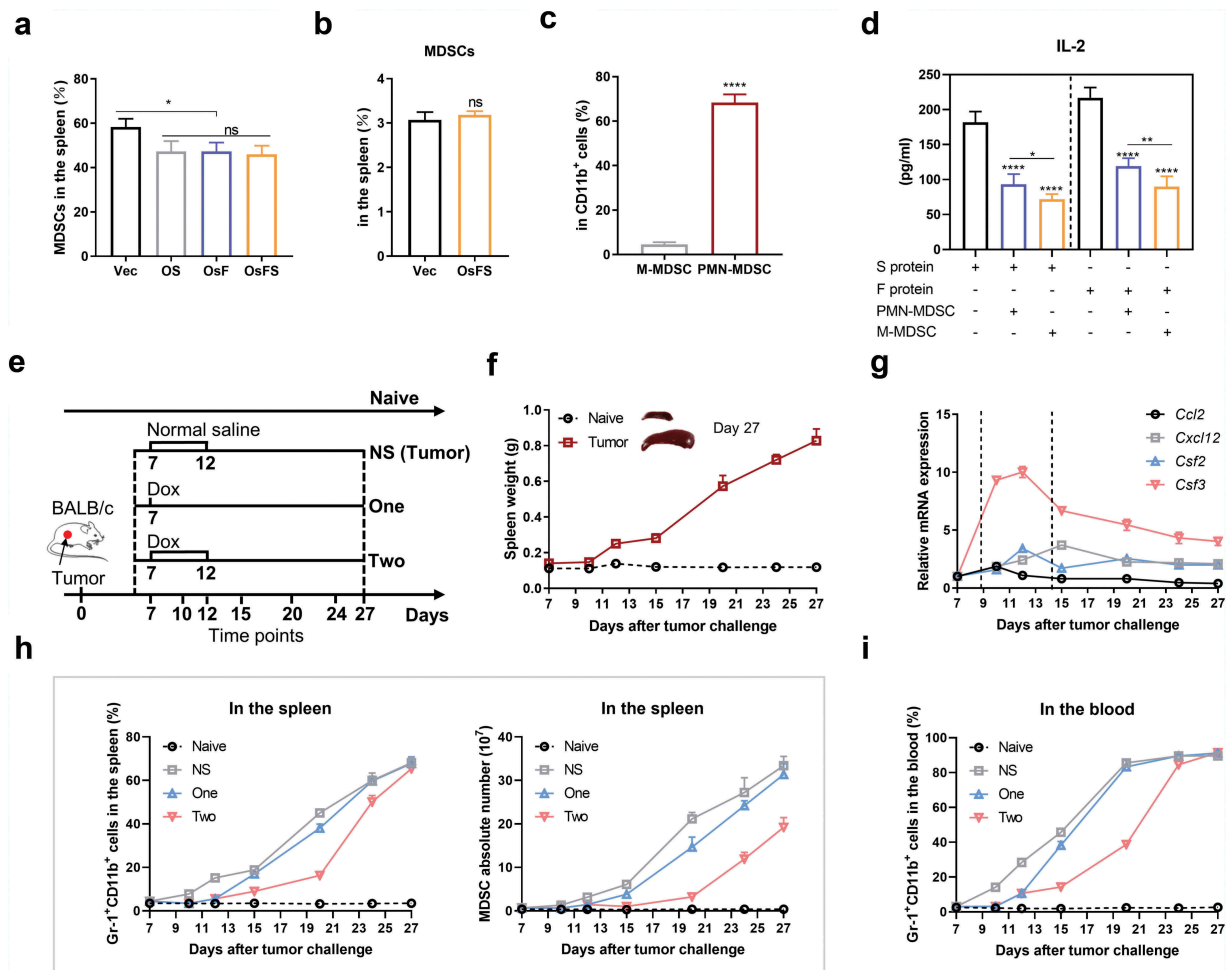 a
MDSCs in the spleen (%)
80
60
40
20
0
*
ns
Vec OS OsF OsFS
b
MDSCs
in the spleen (%)
4
3
2
1
0
ns
Vec OsFS
c
in CD11b+ cells (%)
80
60
40
20
0
****
M-MDSC PMN-MDSC
d
IL-2
(pg/ml)
250
200
150
100
50
0
* **
**** **** **** ****
S protein + + + - - -
F protein - - - + + +
PMN-MDSC - + - - + -
M-MDSC - - + - - +
e
Naive
Normal saline
7 12
NS (Tumor)
Dox
7
One
Dox
7 12
Two
BALB/c
Tumor
0 7 10 12 15 20 24 27 Days
Time points
f
Spleen weight (g)
1.0
0.8
0.6
0.4
0.2
0.0
Naive
Tumor
Day 27
7 9 11 13 15 17 19 21 23 25 27
Days after tumor challenge
g
Relative mRNA expression
15
10
5
0
Ccl2
Cxcl12
Csf2
Csf3
7 9 11 13 15 17 19 21 23 25 27
Days after tumor challenge
h
In the spleen
Gr-1+CD11b+ cells in the spleen (%)
80
60
40
20
0
Naive
NS
One
Two
7 9 11 13 15 17 19 21 23 25 27
Days after tumor challenge
In the spleen
MDSC absolute number (10^7)
40
30
20
10
0
Naive
NS
One
Two
7 9 11 13 15 17 19 21 23 25 27
Days after tumor challenge
i
In the blood
Gr-1+CD11b+ cells in the blood (%)
100
80
60
40
20
0
Naive
NS
One
Two
7 9 11 13 15 17 19 21 23 25 27
Days after tumor challenge